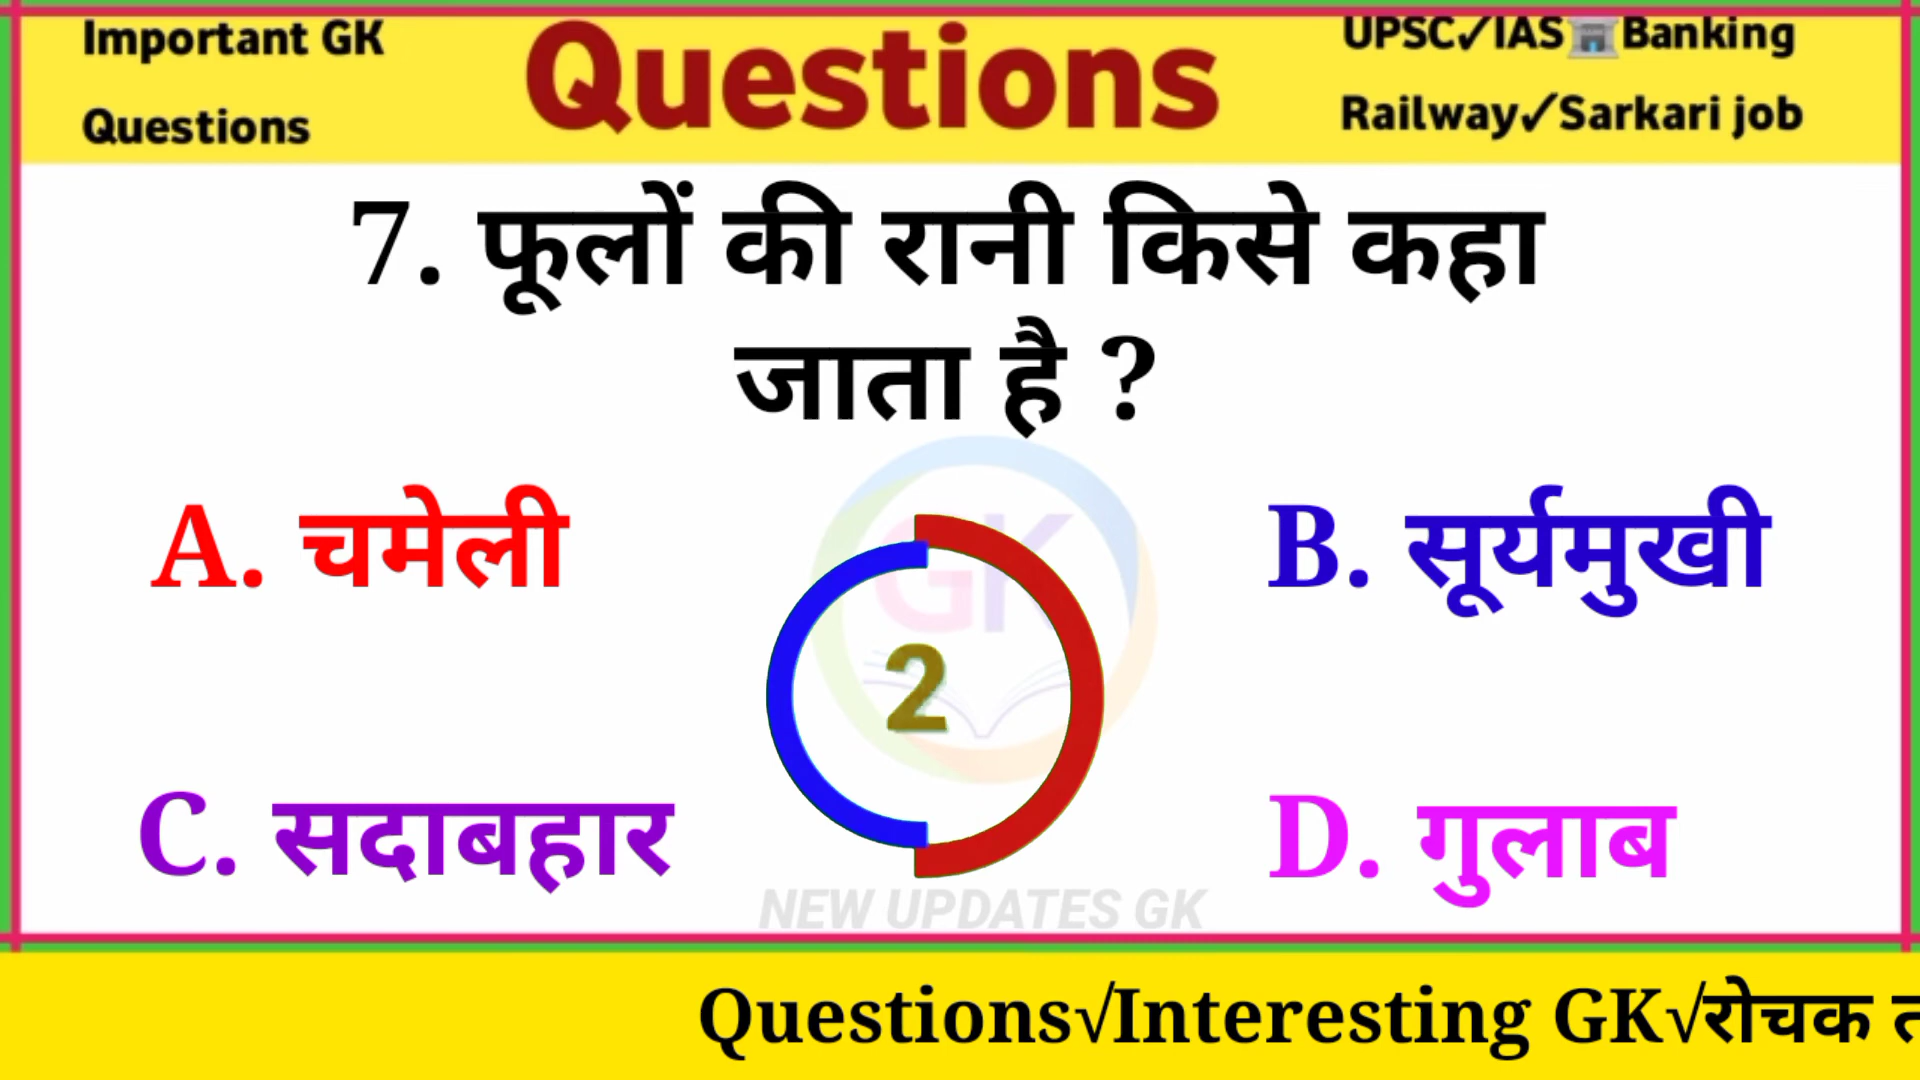 Important GK
Questions
Questions
UPSC✓IAS🏦Banking
Railway✓Sarkari job
7. फूलों की रानी किसे कहा
जाता है ?
A. चमेली
B. सूर्यमुखी
GK
2
C. सदाबहार
D. गुलाब
NEW UPDATES GK
Questions√Interesting GK√रोचक